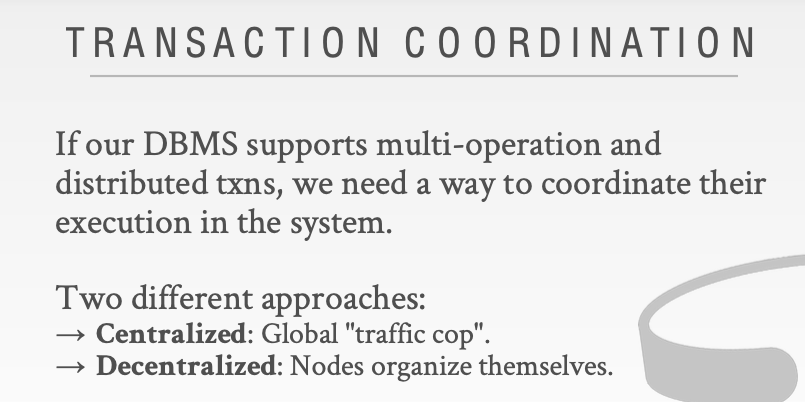 TRANSACTION COORDINATION
If our DBMS supports multi-operation and
distributed txns, we need a way to coordinate their
execution in the system.
Two different approaches:
→ Centralized: Global "traffic cop".
→ Decentralized: Nodes organize themselves.